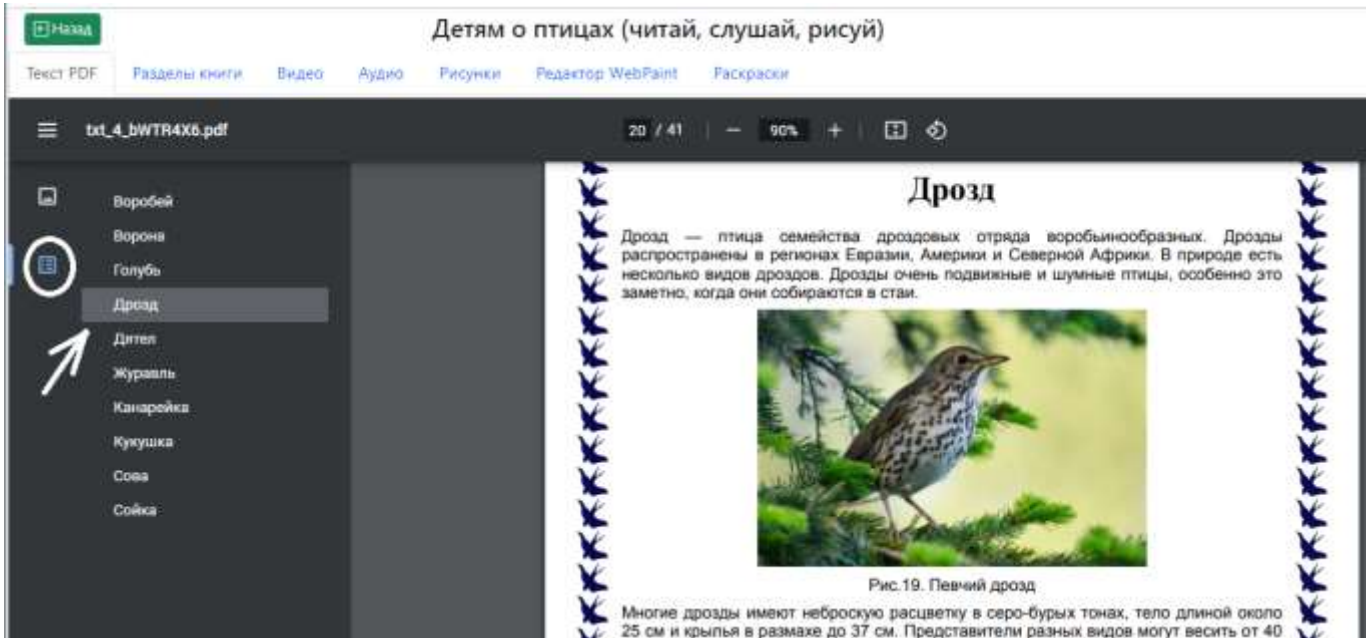 Назад
Детям о птицах (читай, слушай, рисуй)
Текст PDF Разделы книги Видео Аудио Рисунки Редактор WebPaint Раскраски
txt_4_bWTR4X6.pdf 20 / 41 90%
Воробей
Ворона
Голубь
Дрозд
Дятел
Журавль
Канарейка
Кукушка
Сова
Сойка
Дрозд
Дрозд — птица семейства дроздовых отряда воробьинообразных. Дрозды
распространены в регионах Евразии, Америки и Северной Африки. В природе есть
несколько видов дроздов. Дрозды очень подвижные и шумные птицы, особенно это
заметно, когда они собираются в стаи.
Рис.19. Певчий дрозд
Многие дрозды имеют неброскую расцветку в серо-бурых тонах, тело длиной около
25 см и крылья в размахе до 37 см. Представители разных видов могут весить от 40